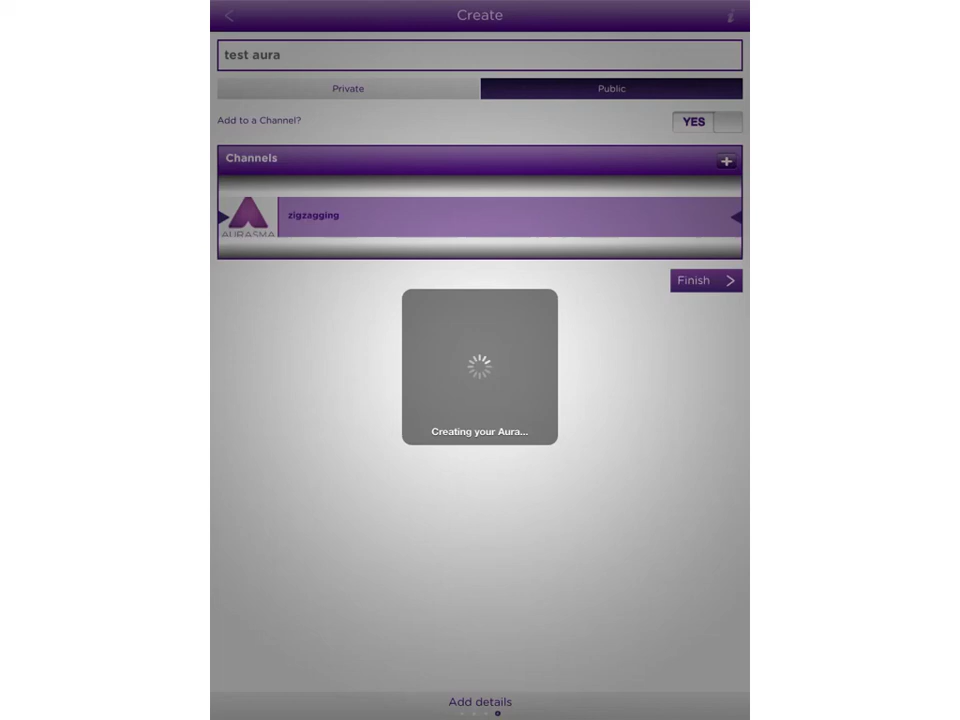 Create
test aura
Private
Public
Add to a Channel?
YES
Channels
AURASMA
zigzagging
Finish
Creating your Aura...
Add details